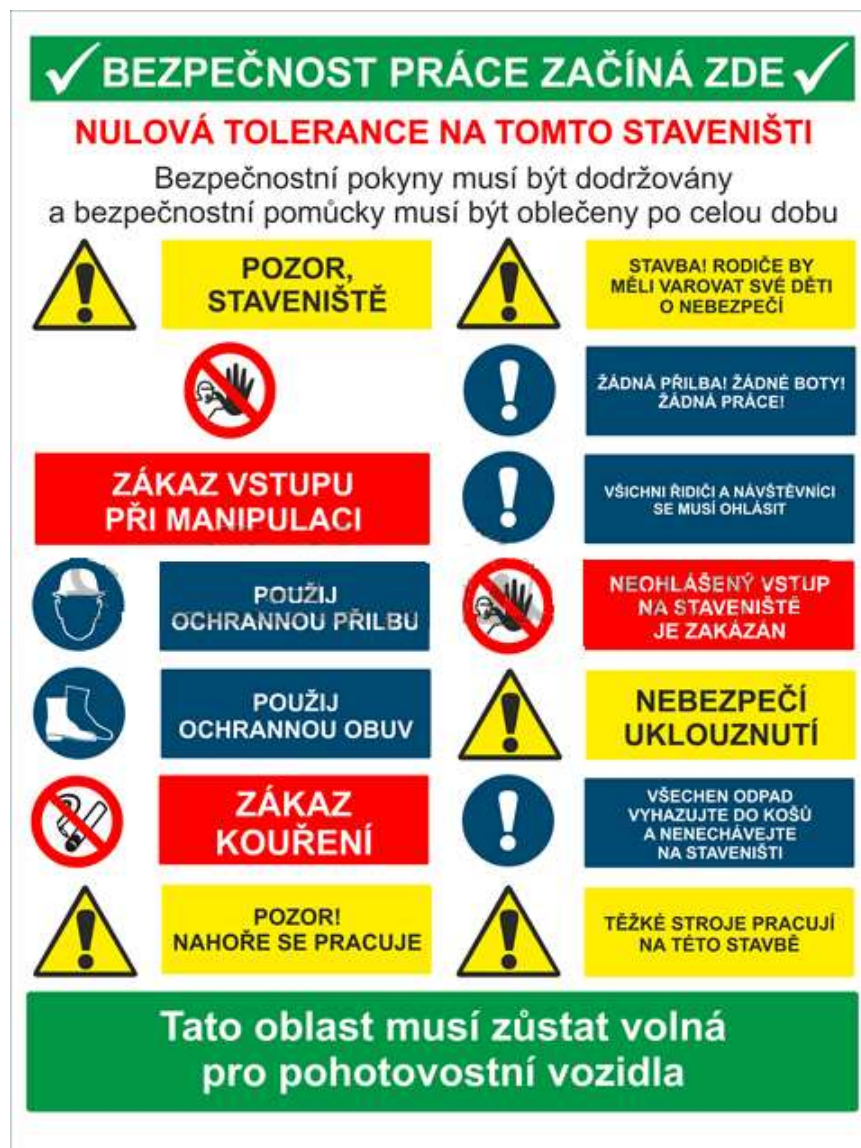 BEZPEČNOST PRÁCE ZAČÍNÁ ZDE
NULOVÁ TOLERANCE NA TOMTO STAVENIŠTI
Bezpečnostní pokyny musí být dodržovány
a bezpečnostní pomůcky musí být oblečeny po celou dobu
POZOR,
STAVENIŠTĚ
ZÁKAZ VSTUPU
PŘI MANIPULACI
POUŽIJ
OCHRANNOU PŘILBU
POUŽIJ
OCHRANNOU OBUV
ZÁKAZ
KOUŘENÍ
POZOR!
NAHOŘE SE PRACUJE
STAVBA! RODIČE BY
MĚLI VAROVAT SVÉ DĚTI
O NEBEZPEČÍ
ŽÁDNÁ PŘILBA! ŽÁDNÉ BOTY!
ŽÁDNÁ PRÁCE!
VŠICHNI ŘIDIČI A NÁVŠTĚVNÍCI
SE MUSÍ OHLÁSIT
NEOHLÁŠENÝ VSTUP
NA STAVENIŠTĚ
JE ZAKÁZÁN
NEBEZPEČÍ
UKLOUZNUTÍ
VŠECHEN ODPAD
VYHAZUJTE DO KOŠŮ
A NENECHÁVEJTE
NA STAVENIŠTI
TĚŽKÉ STROJE PRACUJÍ
NA TÉTO STAVBĚ
Tato oblast musí zůstat volná
pro pohotovostní vozidla